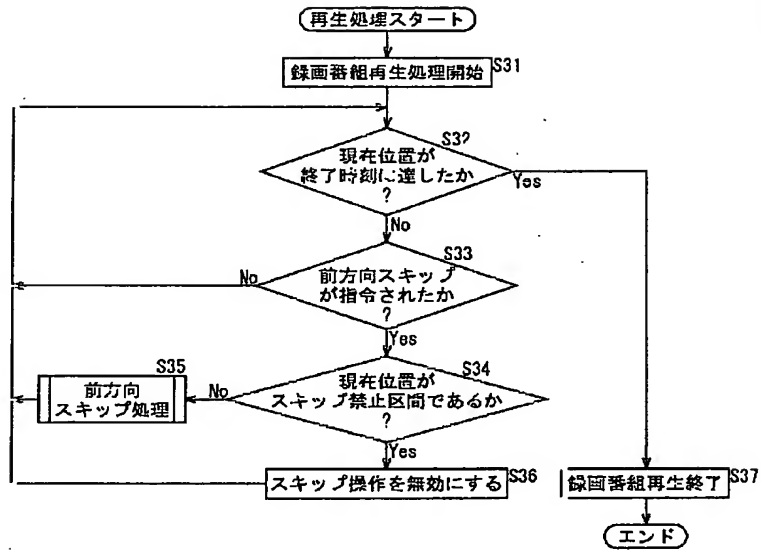 再生処理スタート
録画番組再生処理開始
S31
S32
現在位置が
終了時刻に達したか
?
Yes
No
S33
前方向スキップ
が指令されたか
?
No
Yes
S34
現在位置が
スキップ禁止区間であるか
?
No
Yes
S35
前方向
スキップ処理
スキップ操作を無効にする
S36
録画番組再生終了
S37
エンド